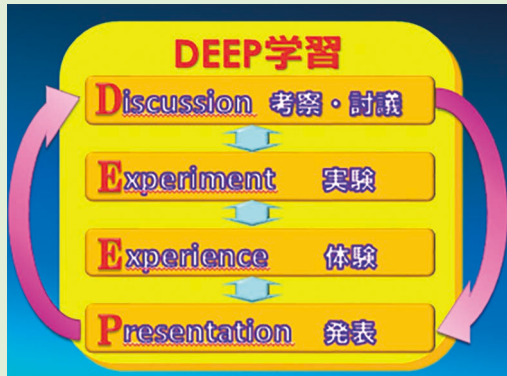 DEEP学習
Discussion 考察・討議
Experiment 実験
Experience 体験
Presentation 発表